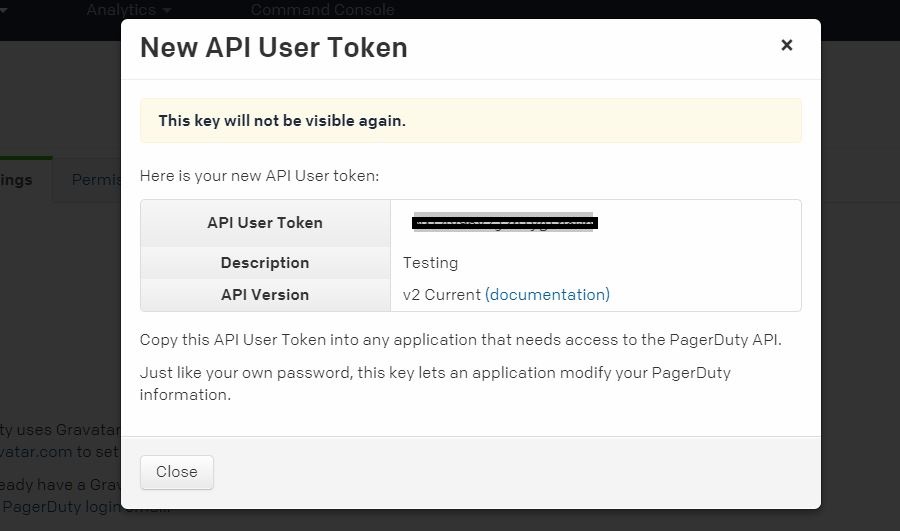 Analytics
Command Console
New API User Token
×
This key will not be visible again.
ings
Permis
Here is your new API User token:
API User Token
Description
Testing
API Version
v2 Current (documentation)
Copy this API User Token into any application that needs access to the PagerDuty API.
Just like your own password, this key lets an application modify your PagerDuty
information.
ty uses Gravatar
vatar.com to set
Close
eady have a Grav
PagerDuty login